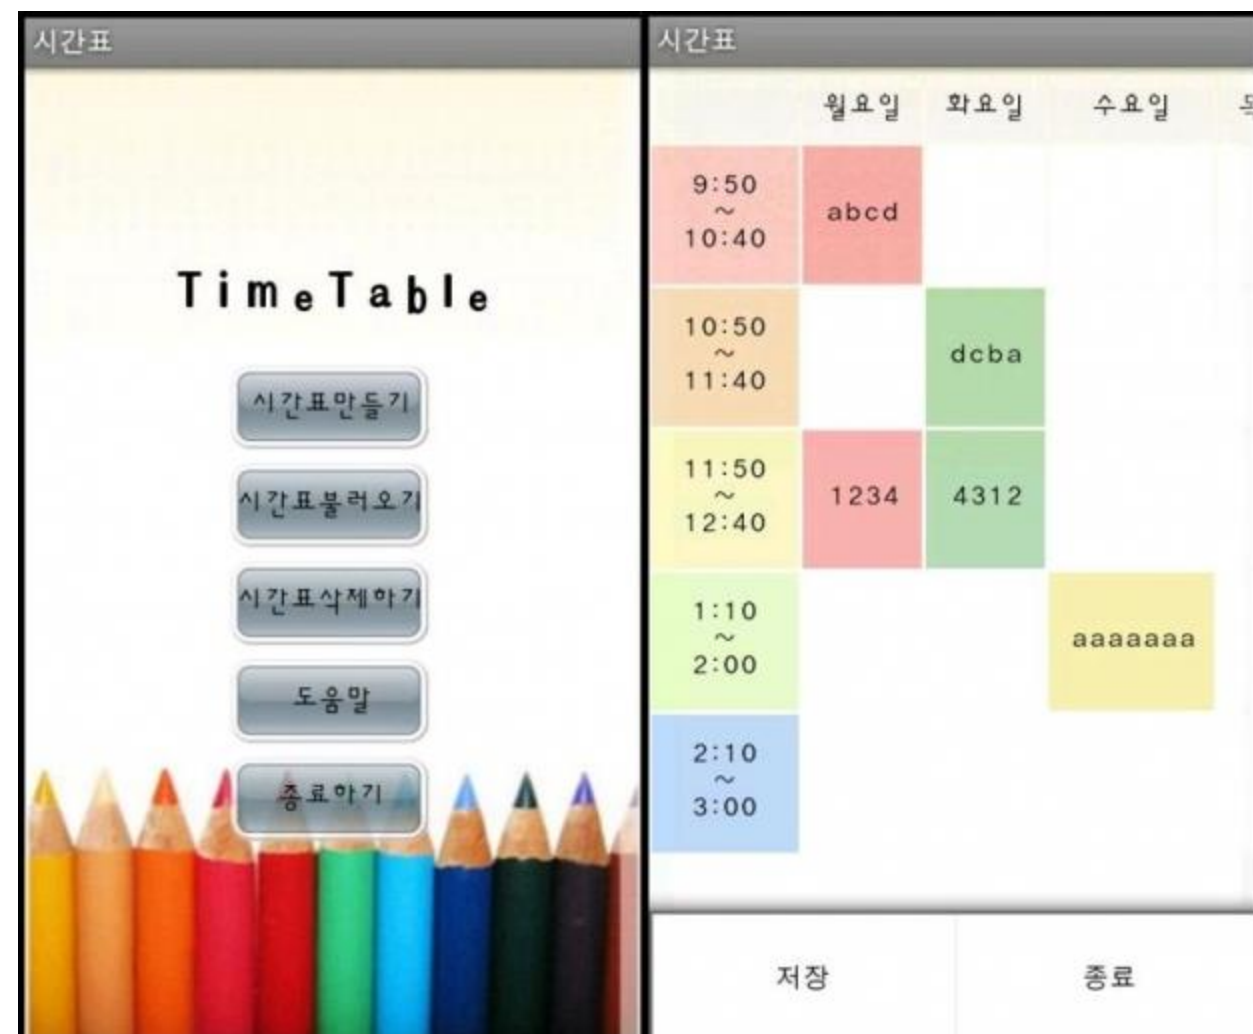 시간표
TimeTable
시간표만들기
시간표불러오기
시간표삭제하기
도움말
종료하기
시간표
월요일 화요일 수요일
9:50 ~ 10:40 abcd
10:50 ~ 11:40 dcba
11:50 ~ 12:40 1234 4312
1:10 ~ 2:00 aaaaaaa
2:10 ~ 3:00
저장 종료